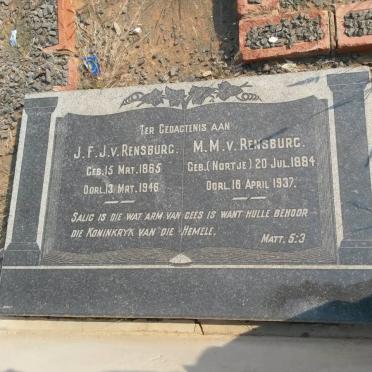 Ter Gedagtenis aan
J. F. J. v. Rensburg. M. M. v. Rensburg.
Geb. 15 Mrt. 1865 Geb. (Nortje) 20 Jul. 1884.
Oorl. 13 Mrt. 1946 Oorl. 16 April 1937.
Salig is die wat arm van gees is want hulle behoor
die Koninkryk van die Hemele.
Matt. 5:3